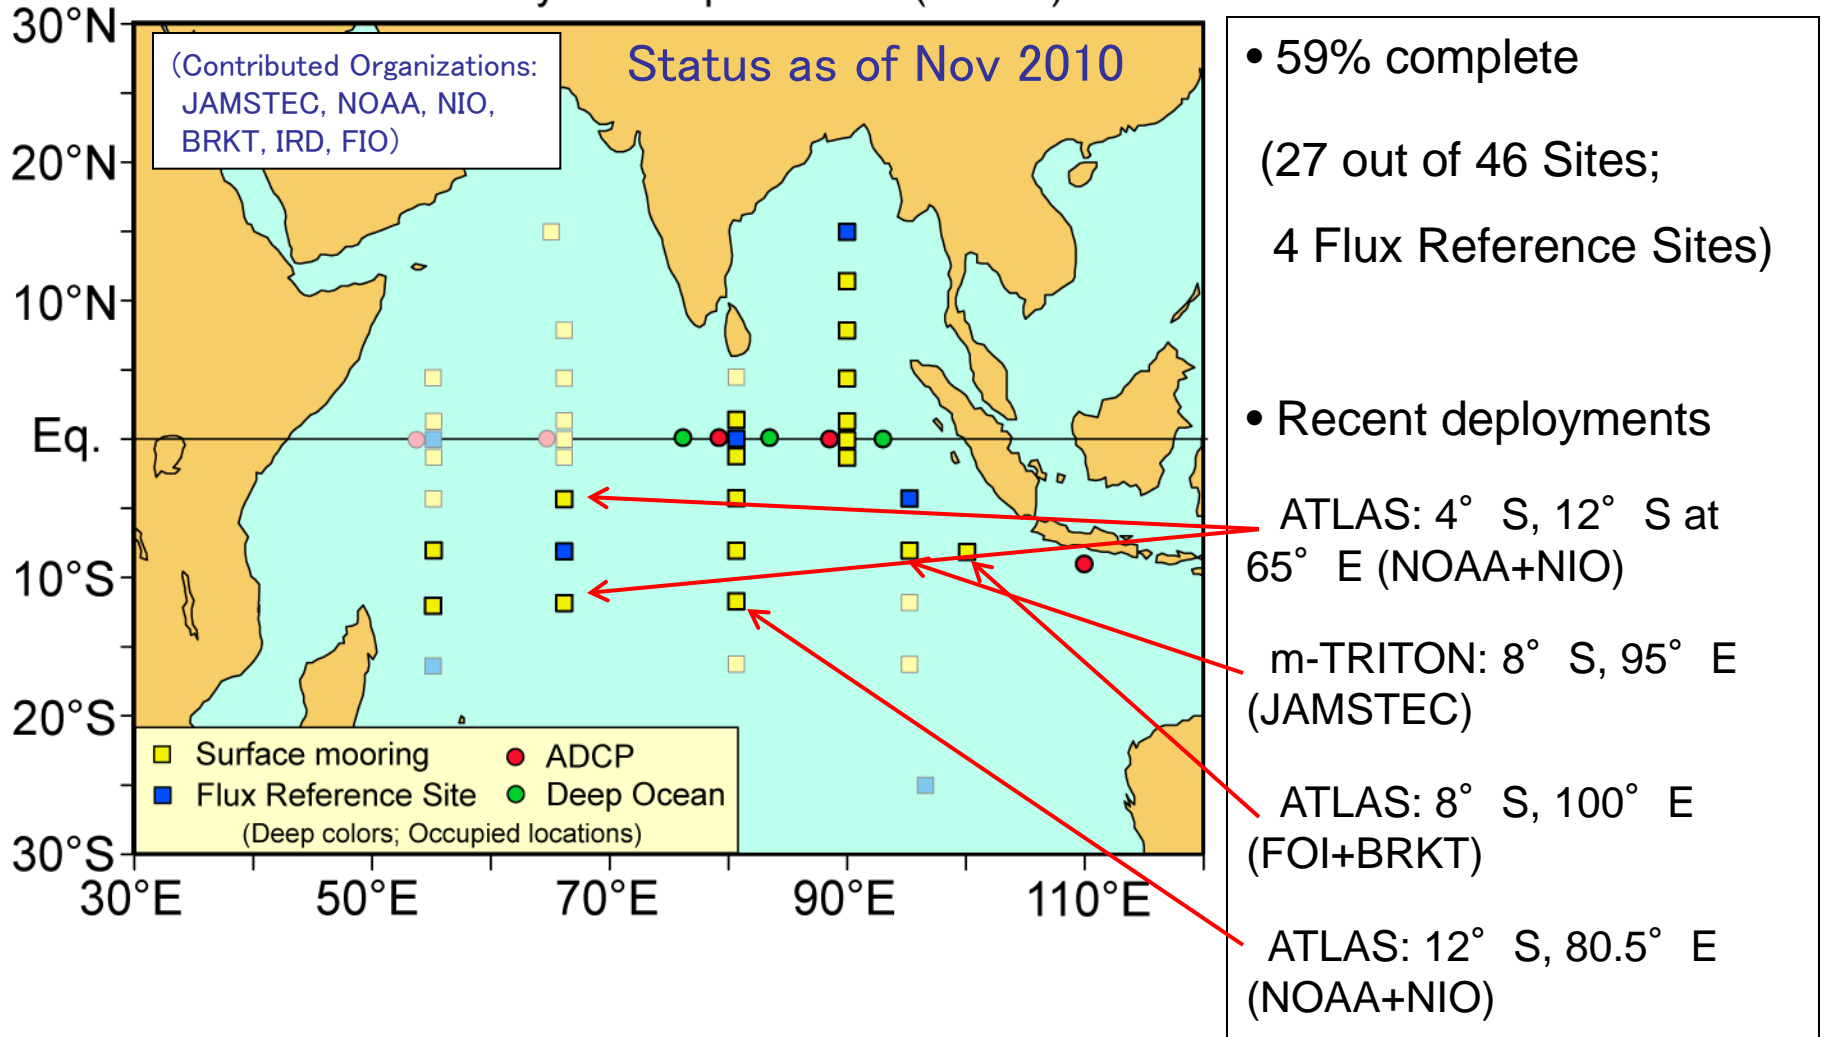 30°N
20°N
10°N
Eq.
10°S
20°S
30°S
30°E
50°E
70°E
90°E
110°E
(Contributed Organizations:
JAMSTEC, NOAA, NIO,
BRKT, IRD, FIO)
Status as of Nov 2010
Surface mooring
ADCP
Flux Reference Site
Deep Ocean
(Deep colors; Occupied locations)
• 59% complete
(27 out of 46 Sites;
4 Flux Reference Sites)
• Recent deployments
ATLAS: 4° S, 12° S at
65° E (NOAA+NIO)
m-TRITON: 8° S, 95° E
(JAMSTEC)
ATLAS: 8° S, 100° E
(FOI+BRKT)
ATLAS: 12° S, 80.5° E
(NOAA+NIO)